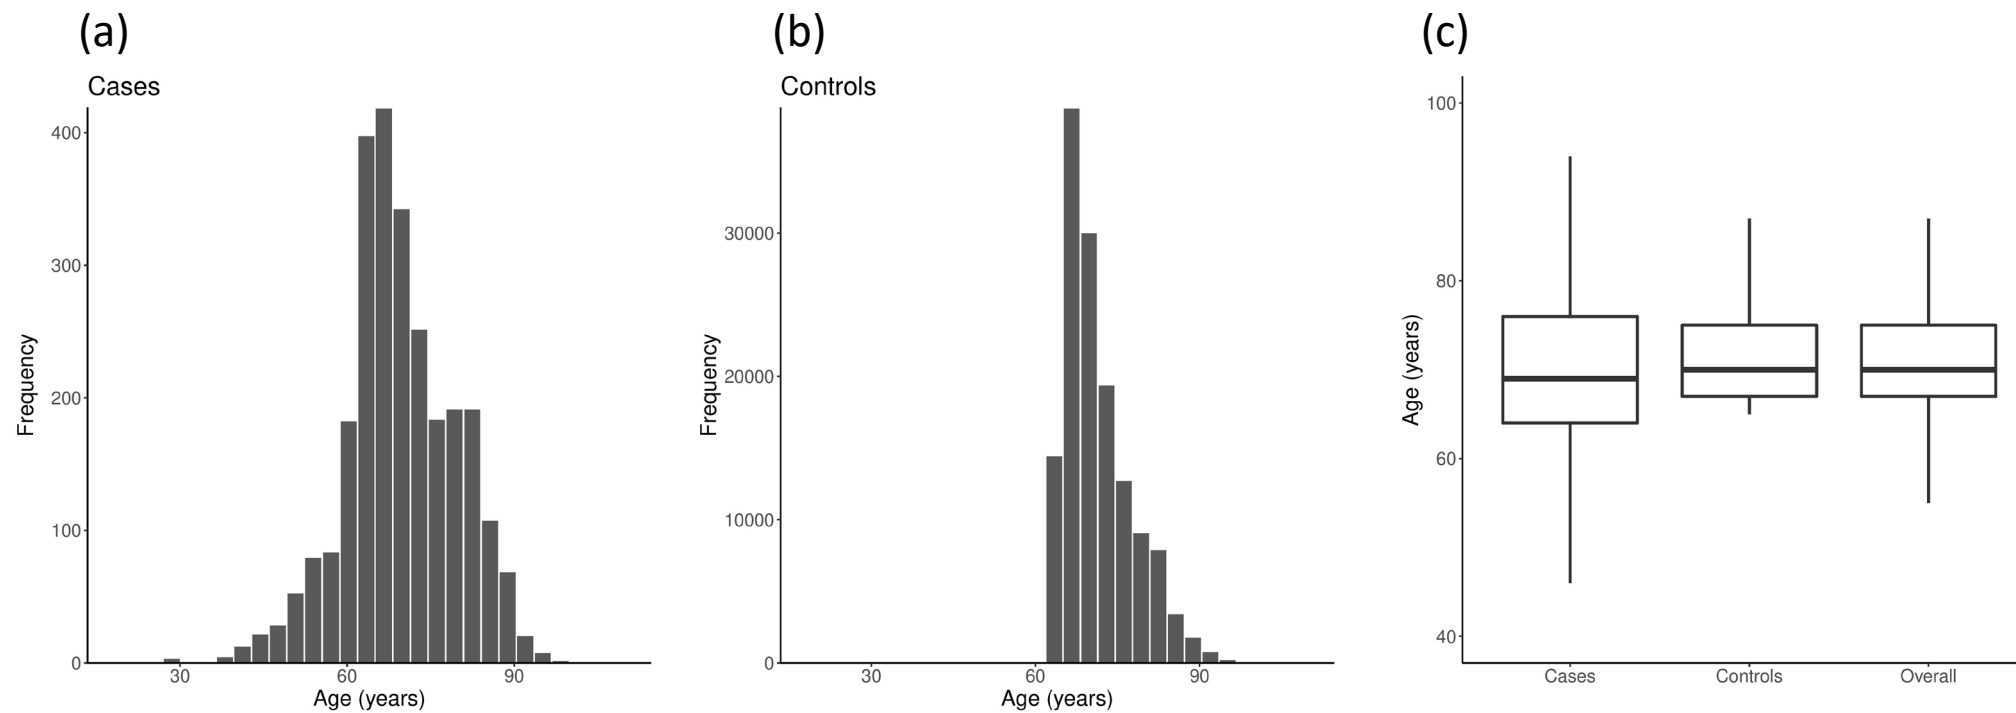 (a)
Cases
400
300
200
100
0
30 60 90
Age (years)
Frequency
(b)
Controls
30000
20000
10000
0
30 60 90
Age (years)
Frequency
(c)
100
80
60
40
Cases Controls Overall
Age (years)